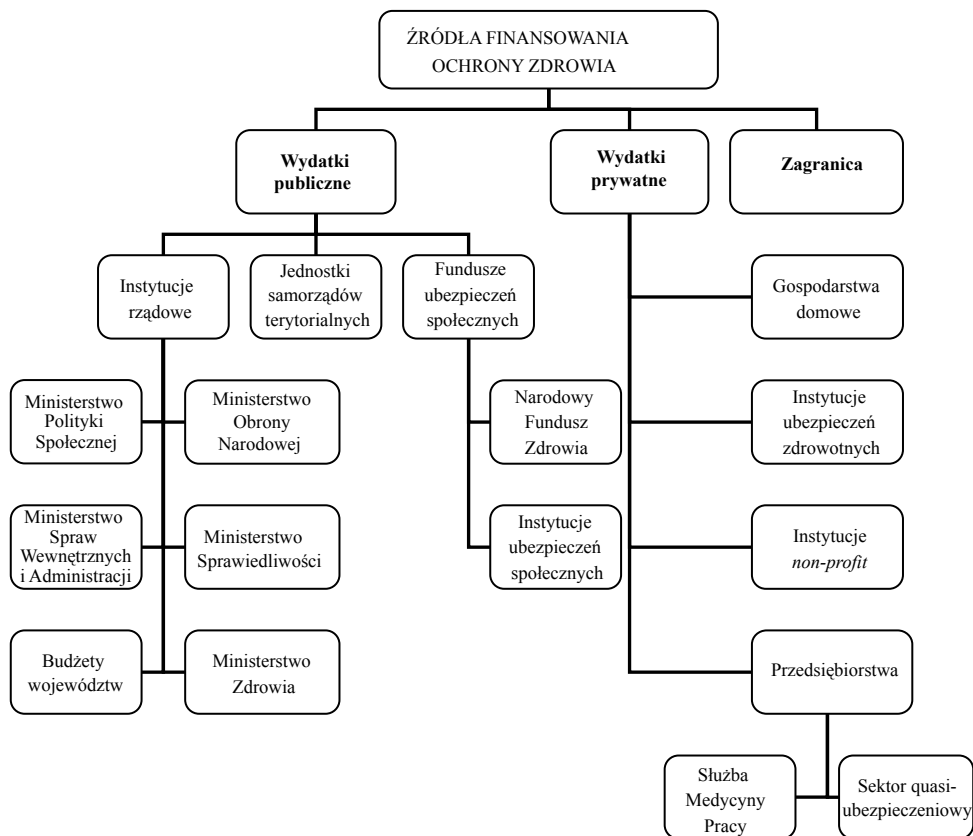 ŹRÓDŁA FINANSOWANIA
OCHRONY ZDROWIA
Wydatki
publiczne
Wydatki
prywatne
Zagranica
Instytucje
rządowe
Jednostki
samorządów
terytorialnych
Fundusze
ubezpieczeń
społecznych
Gospodarstwa
domowe
Ministerstwo
Polityki
Społecznej
Ministerstwo
Obrony
Narodowej
Narodowy
Fundusz
Zdrowia
Instytucje
ubezpieczeń
zdrowotnych
Ministerstwo
Spraw
Wewnętrznych
i Administracji
Ministerstwo
Sprawiedliwości
Instytucje
ubezpieczeń
społecznych
Instytucje
non-profit
Budżety
województw
Ministerstwo
Zdrowia
Przedsiębiorstwa
Służba
Medycyny
Pracy
Sektor quasi-
ubezpieczeniowy